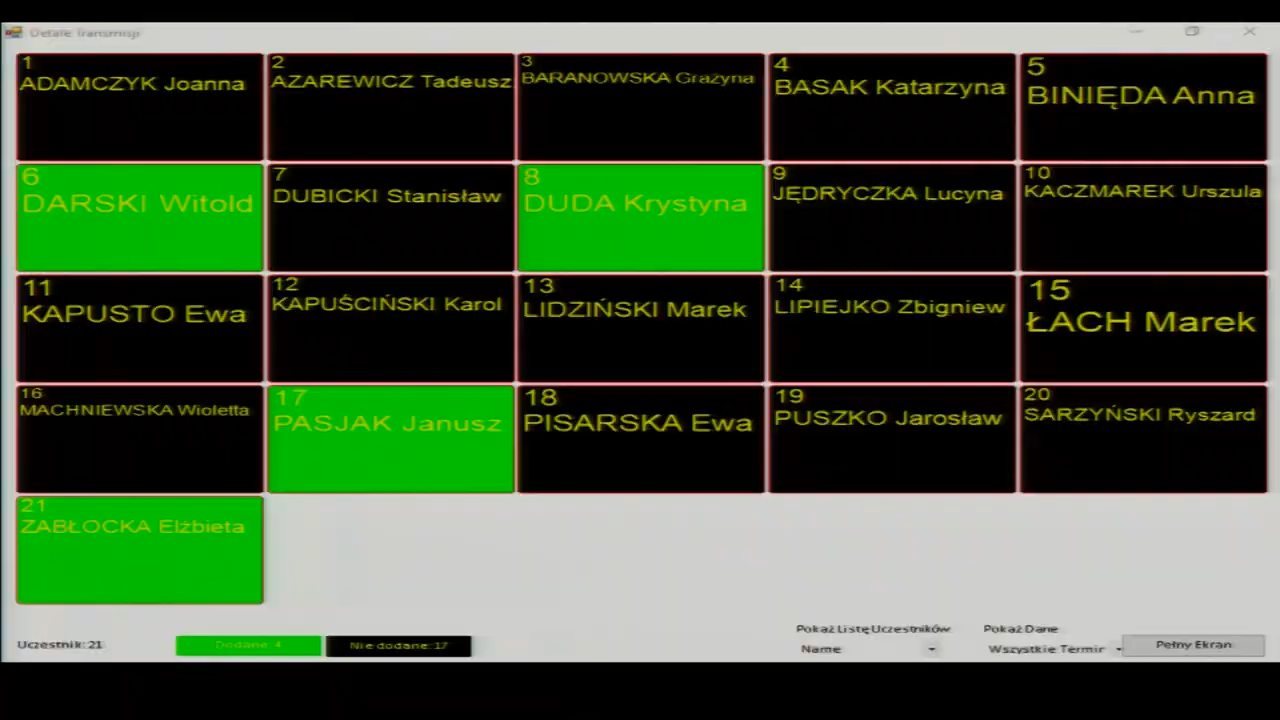 Detale Transmisji
1
ADAMCZYK Joanna
2
AZAREWICZ Tadeusz
3
BARANOWSKA Grażyna
4
BASAK Katarzyna
5
BINIĘDA Anna
6
DARSKI Witold
7
DUBICKI Stanisław
8
DUDA Krystyna
9
JĘDRYCZKA Lucyna
10
KACZMAREK Urszula
11
KAPUSTO Ewa
12
KAPUŚCIŃSKI Karol
13
LIDZIŃSKI Marek
14
LIPIEJKO Zbigniew
15
ŁACH Marek
16
MACHNIEWSKA Wioletta
17
PASJAK Janusz
18
PISARSKA Ewa
19
PUSZKO Jarosław
20
SARZYŃSKI Ryszard
21
ZABŁOCKA Elżbieta
Uczestnik: 21
Dodane: 4
Nie dodane: 17
Pokaż Listę Uczestników
Name
Pokaż Dane
Wszystkie Termir
Pełny Ekran